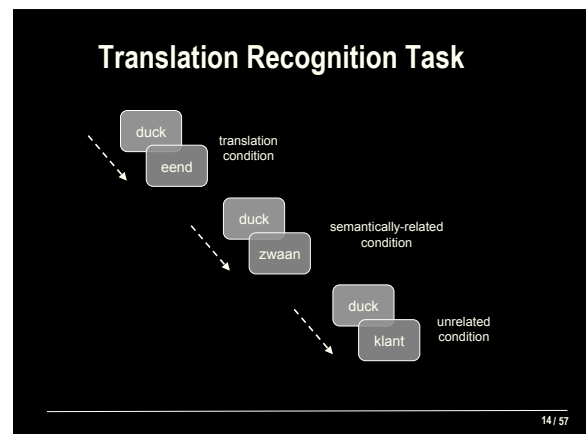 Translation Recognition Task
duck
eend
translation
condition
duck
zwaan
semantically-related
condition
duck
klant
unrelated
condition
14 / 57